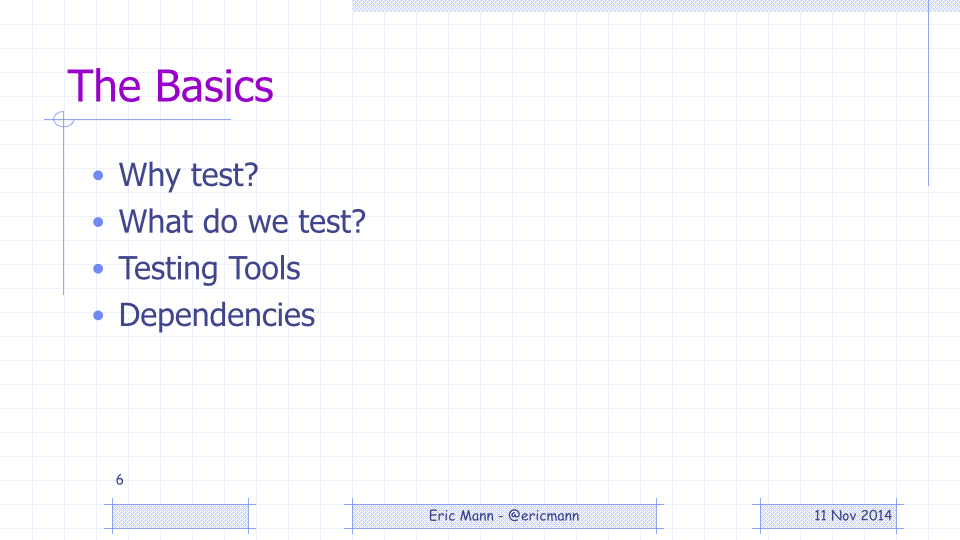 The Basics
Why test?
What do we test?
Testing Tools
Dependencies
6
Eric Mann - @ericmann
11 Nov 2014